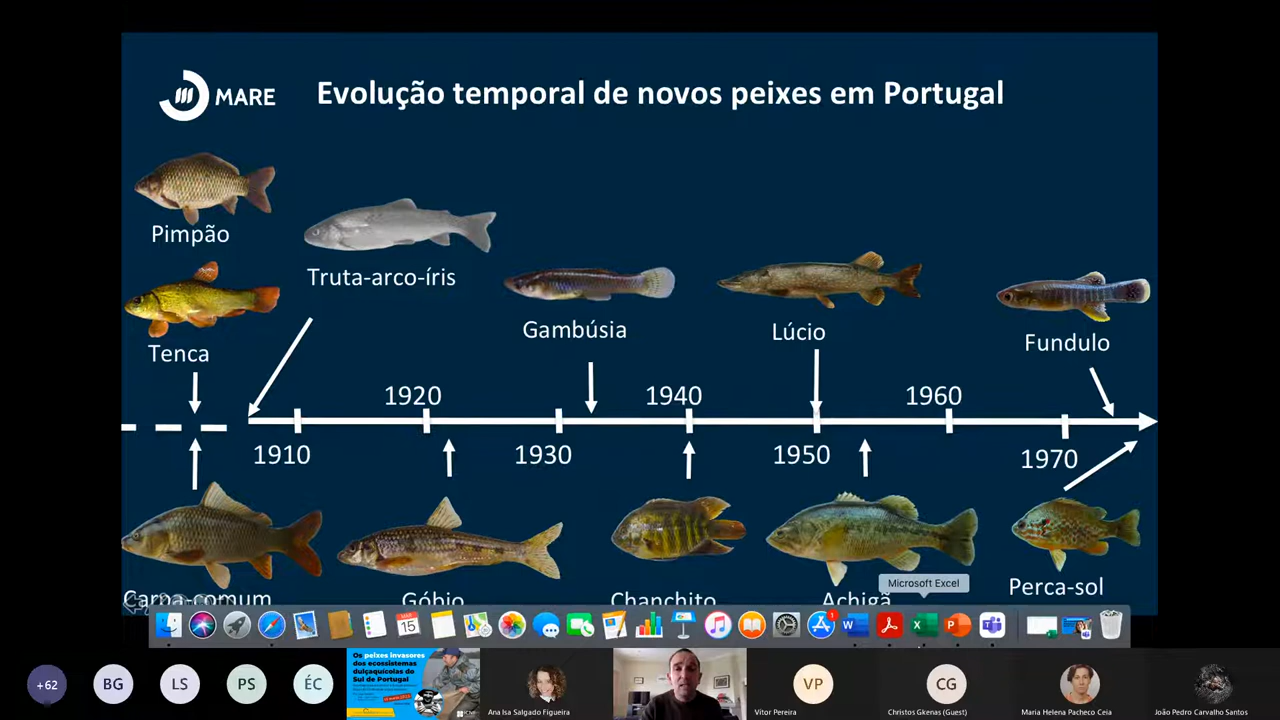 MARE
Evolução temporal de novos peixes em Portugal
Pimpão
Truta-arco-íris
Gambúsia
Lúcio
Fundulo
Tenca
1920
1940
1960
1910
1930
1950
1970
Carpa-comum
Góbio
Chanchito
Achigã
Perca-sol
Microsoft Excel
15
1
+62
BG
LS
PS
ÉC
Os peixes invasores
dos ecossistemas
dulçaquícolas do
Sul de Portugal
Ana Isa Salgado Figueira
VP
Vítor Pereira
CG
Christos Gkenas (Guest)
Maria Helena Pacheco Ceia
João Pedro Carvalho Santos